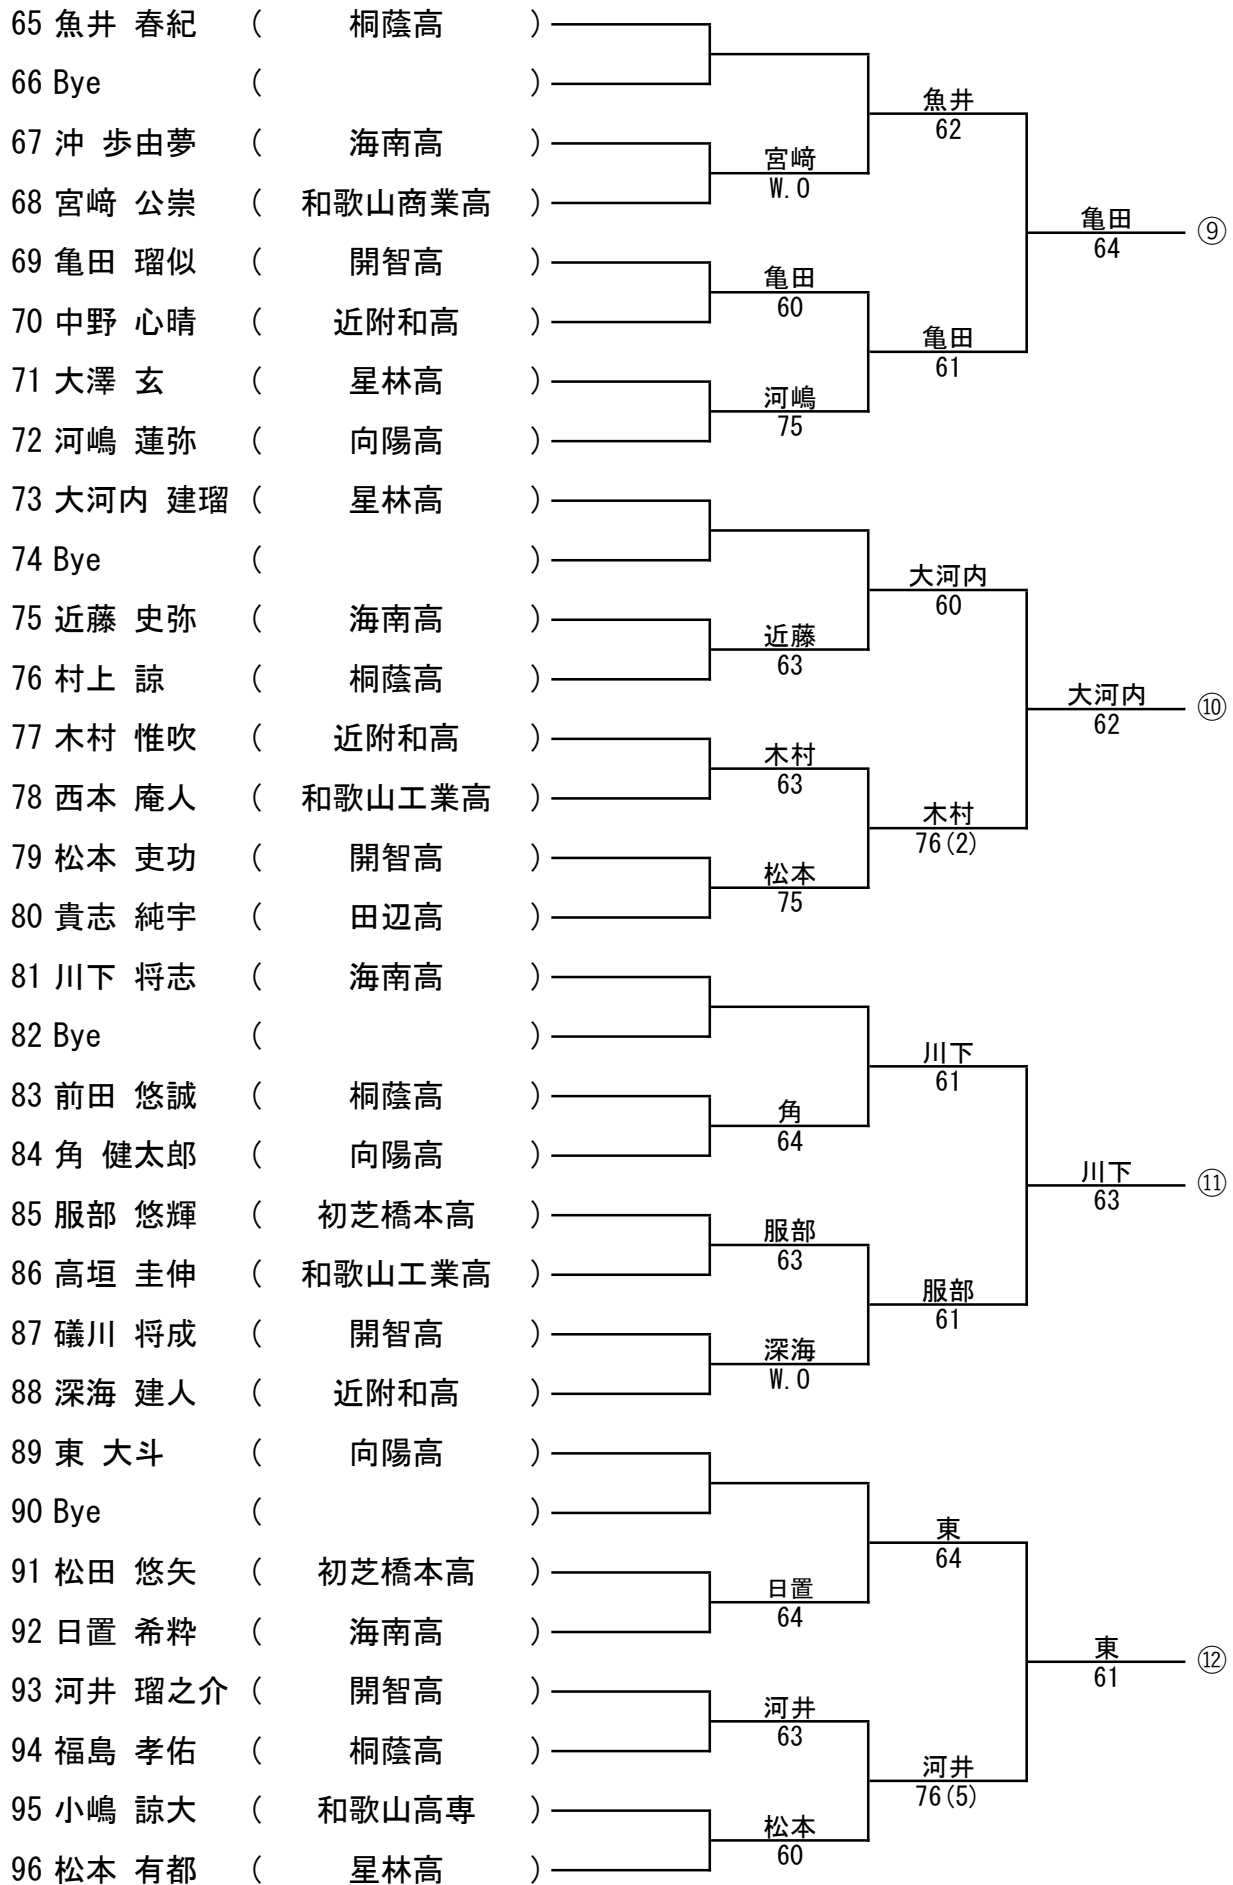 65 魚井 春紀 ( 桐蔭高 )
66 Bye ( )
魚井
62
67 沖 歩由夢 ( 海南高 )
宮﨑
W.O
68 宮﨑 公崇 ( 和歌山商業高 )
亀田
64 ⑨
69 亀田 瑠似 ( 開智高 )
亀田
60
70 中野 心晴 ( 近附和高 )
亀田
61
71 大澤 玄 ( 星林高 )
河嶋
75
72 河嶋 蓮弥 ( 向陽高 )
73 大河内 建瑠 ( 星林高 )
74 Bye ( )
大河内
60
75 近藤 史弥 ( 海南高 )
近藤
63
76 村上 諒 ( 桐蔭高 )
大河内
62 ⑩
77 木村 惟吹 ( 近附和高 )
木村
63
78 西本 庵人 ( 和歌山工業高 )
木村
76(2)
79 松本 吏功 ( 開智高 )
松本
75
80 貴志 純宇 ( 田辺高 )
81 川下 将志 ( 海南高 )
82 Bye ( )
川下
61
83 前田 悠誠 ( 桐蔭高 )
角
64
84 角 健太郎 ( 向陽高 )
川下
63 ⑪
85 服部 悠輝 ( 初芝橋本高 )
服部
63
86 高垣 圭伸 ( 和歌山工業高 )
服部
61
87 礒川 将成 ( 開智高 )
深海
W.O
88 深海 建人 ( 近附和高 )
89 東 大斗 ( 向陽高 )
90 Bye ( )
東
64
91 松田 悠矢 ( 初芝橋本高 )
日置
64
92 日置 希粋 ( 海南高 )
東
61 ⑫
93 河井 瑠之介 ( 開智高 )
河井
63
94 福島 孝佑 ( 桐蔭高 )
河井
76(5)
95 小嶋 諒大 ( 和歌山高専 )
松本
60
96 松本 有都 ( 星林高 )